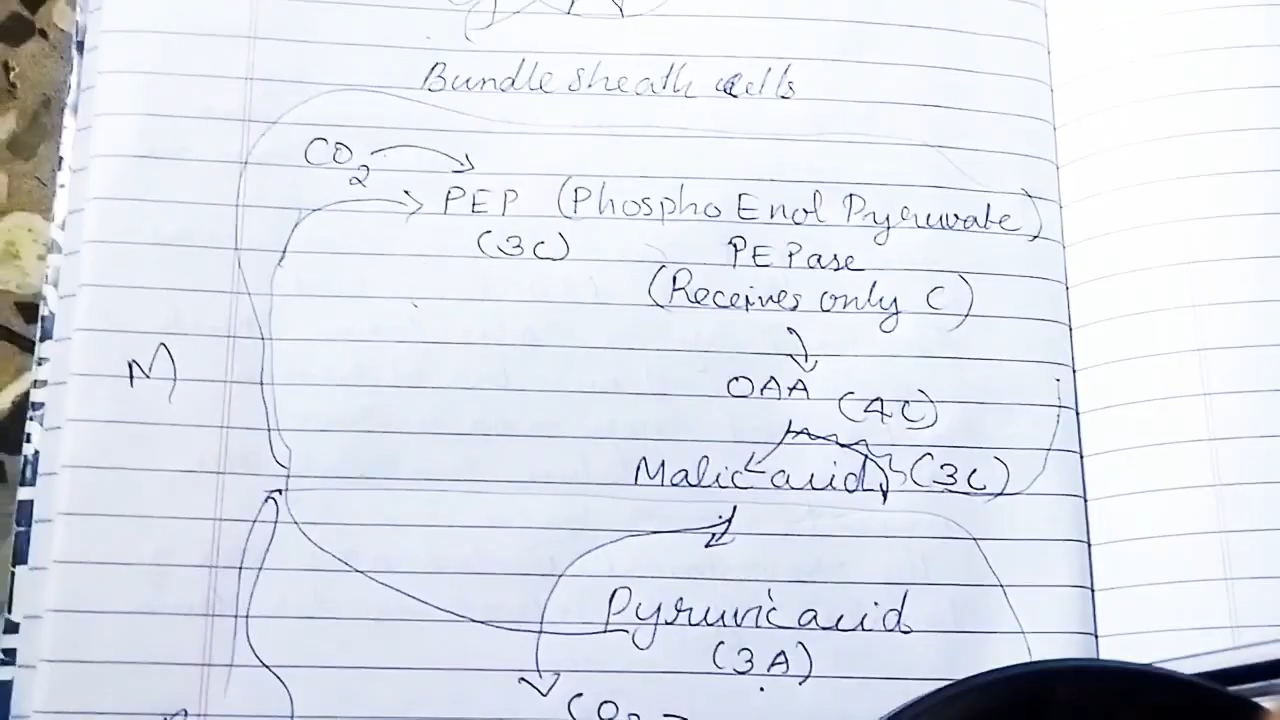 Bundle sheath cells
CO2
PEP (Phospho Enol Pyruvate)
(3C)
PEPase
(Receives only C)
M
OAA (4C)
Malic acid (3C)
Pyruvic acid
(3A)
CO2